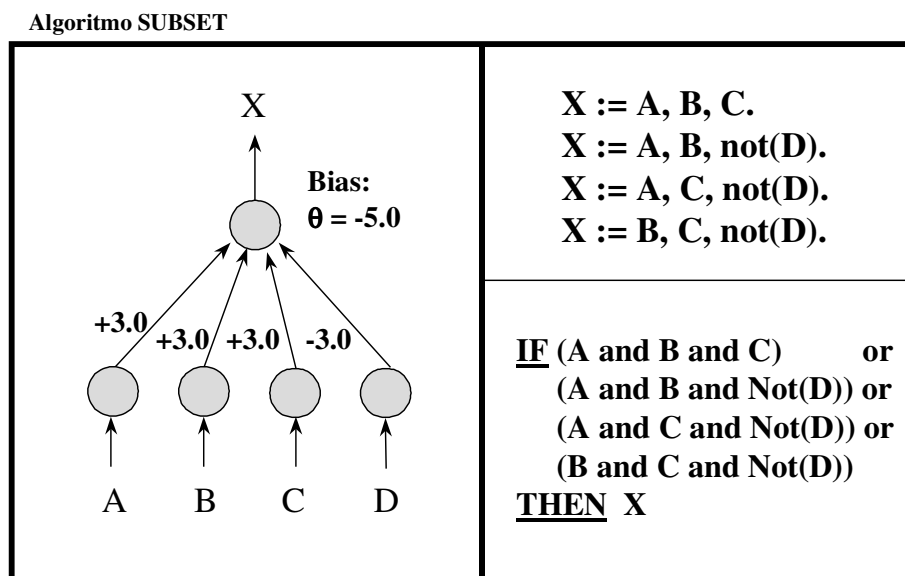 Algoritmo SUBSET
X
Bias:
θ = -5.0
+3.0
+3.0
+3.0
-3.0
A
B
C
D
X := A, B, C.
X := A, B, not(D).
X := A, C, not(D).
X := B, C, not(D).
IF (A and B and C) or
(A and B and Not(D)) or
(A and C and Not(D)) or
(B and C and Not(D))
THEN X